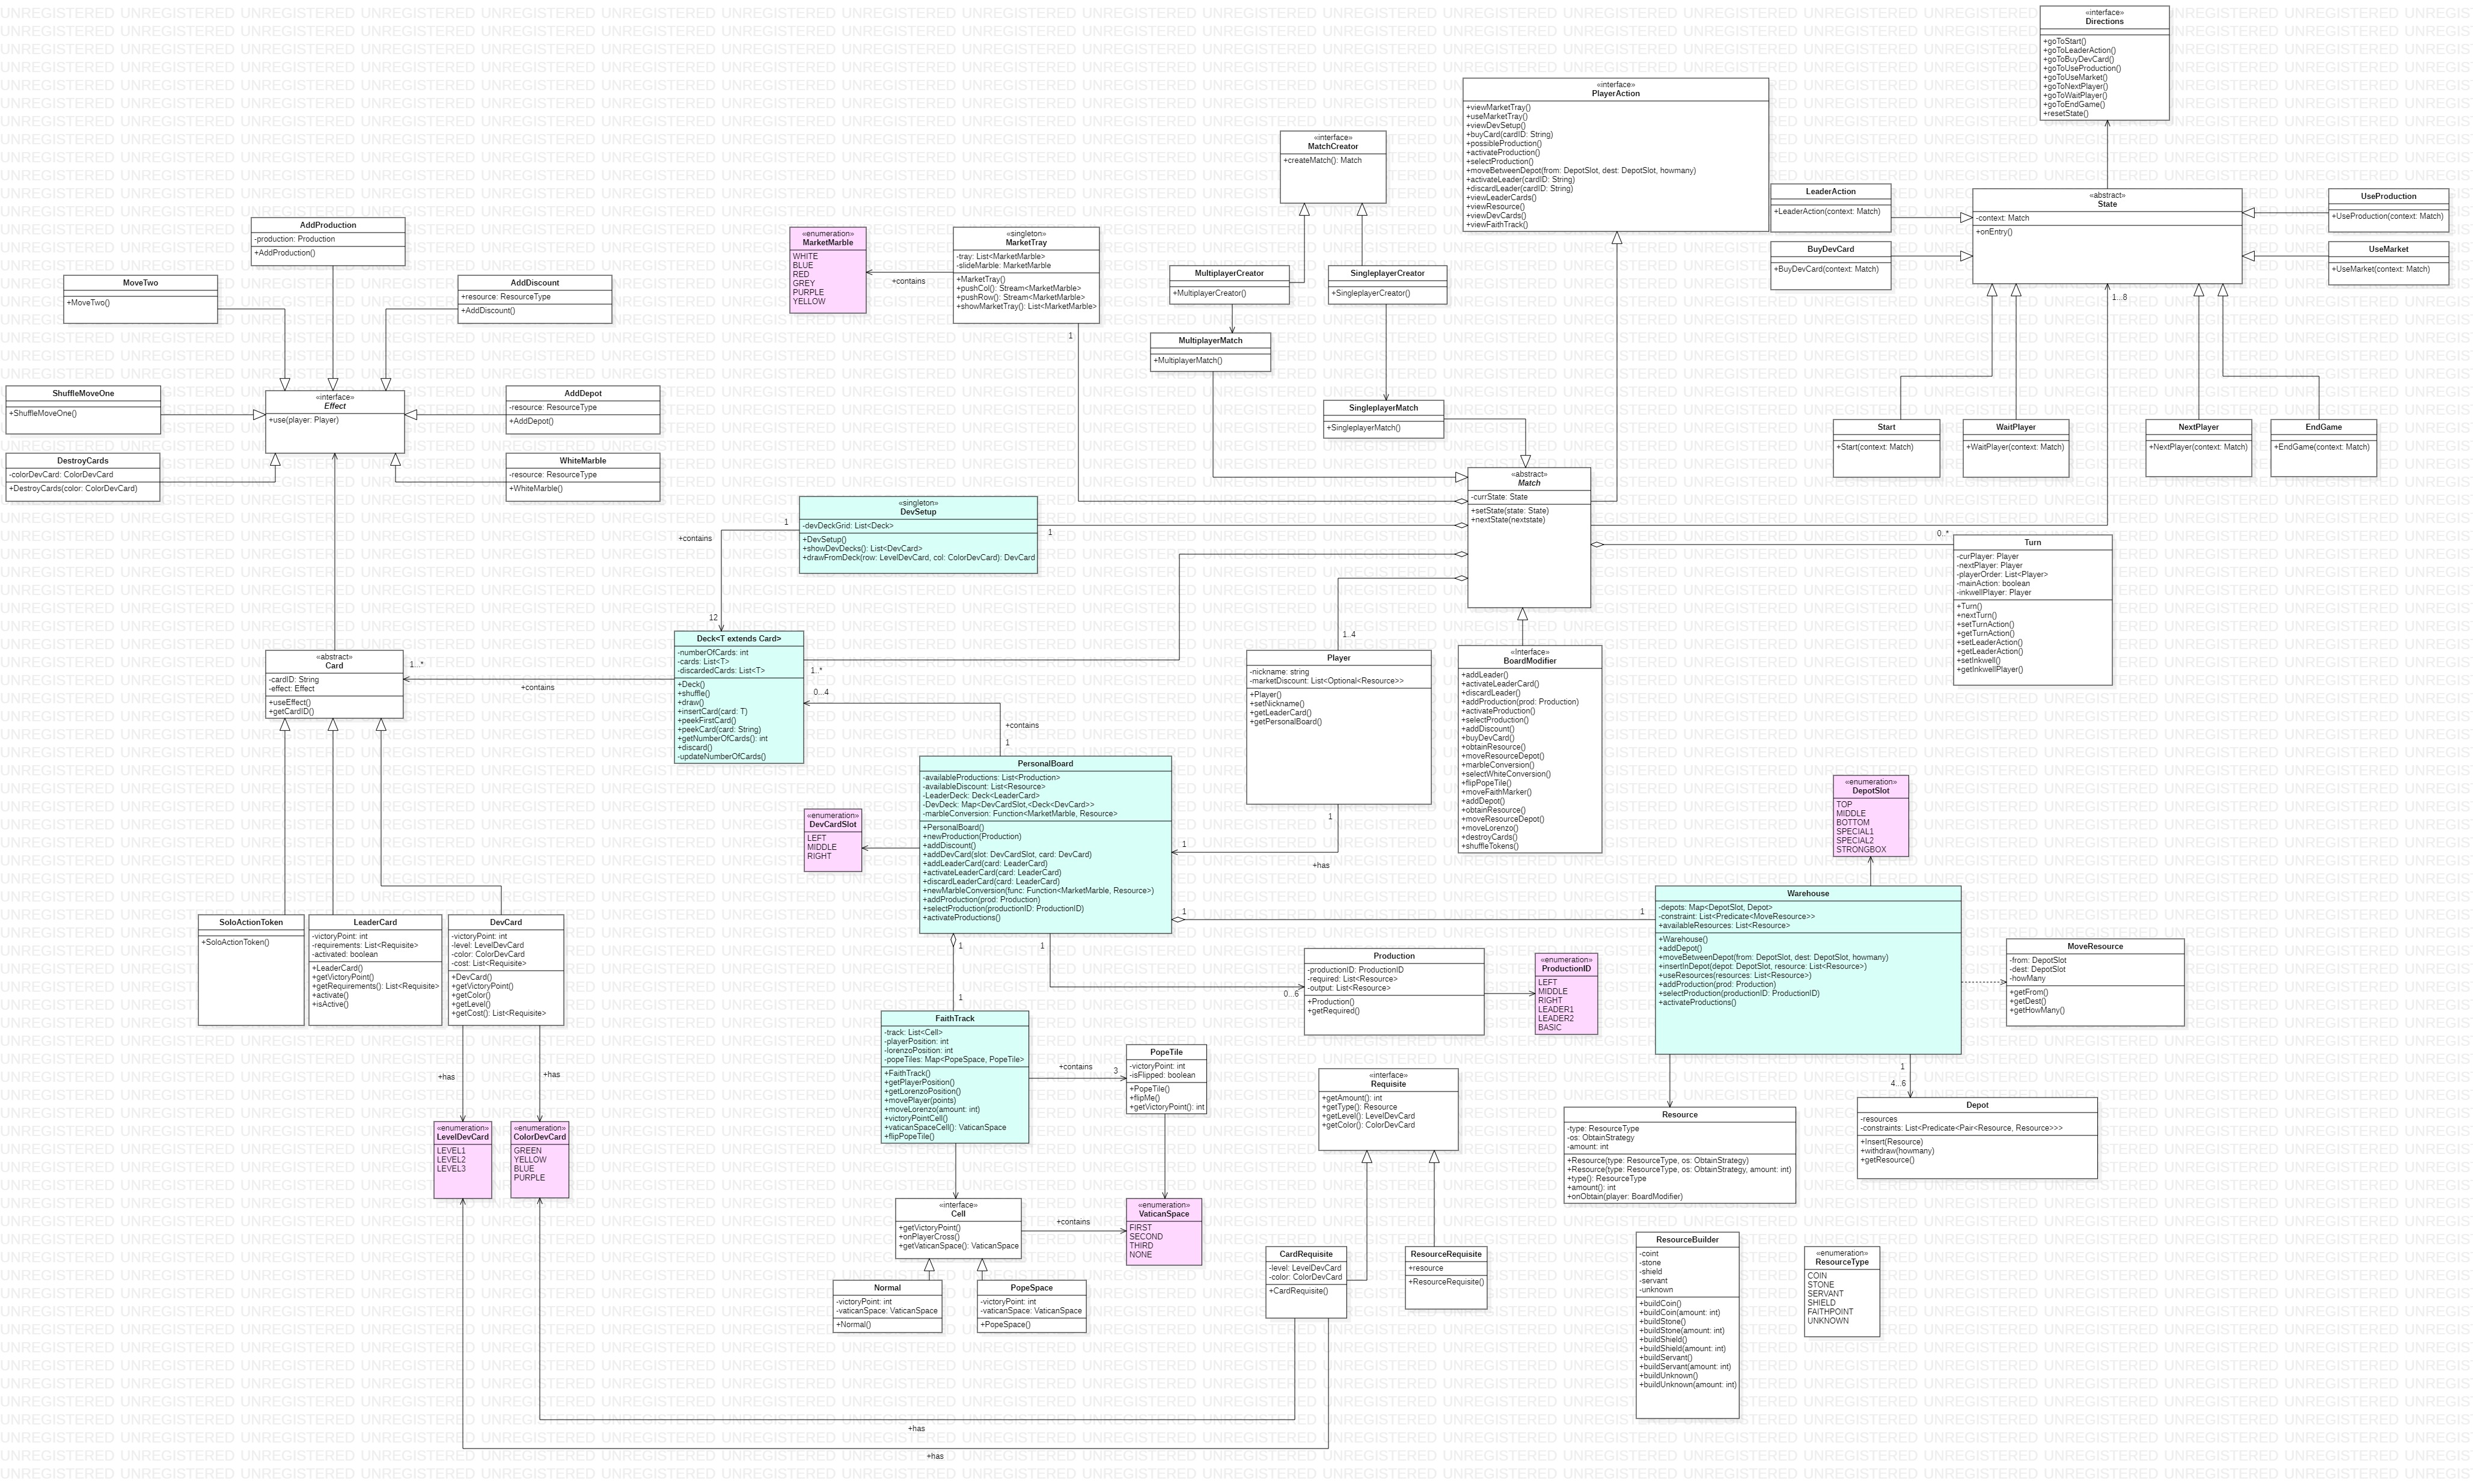 «interface»
Directions
+goToStart()
+goToLeaderAction()
+goToBuyDevCard()
+goToUseProduction()
+goToUseMarket()
+goToNextPlayer()
+goToWaitPlayer()
+goToEndGame()
+resetState()
«interface»
PlayerAction
+viewMarketTray()
+useMarketTray()
+viewDevSetup()
+buyCard(cardID: String)
+possibleProduction()
+activateProduction()
+selectProduction()
+moveBetweenDepot(from: DepotSlot, dest: DepotSlot, howmany)
+activateLeader(cardID: String)
+discardLeader(cardID: String)
+viewLeaderCards()
+viewResource()
+viewDevCards()
+viewFaithTrack()
«interface»
MatchCreator
+createMatch(): Match
LeaderAction
+LeaderAction(context: Match)
«abstract»
State
-context: Match
+onEntry()
UseProduction
+UseProduction(context: Match)
BuyDevCard
+BuyDevCard(context: Match)
UseMarket
+UseMarket(context: Match)
1...8
AddProduction
-production: Production
+AddProduction()
MoveTwo
+MoveTwo()
AddDiscount
+resource: ResourceType
+AddDiscount()
«enumeration»
MarketMarble
WHITE
BLUE
RED
GREY
PURPLE
YELLOW
+contains
«singleton»
MarketTray
-tray: List<MarketMarble>
-slideMarble: MarketMarble
+MarketTray()
+pushCol(): Stream<MarketMarble>
+pushRow(): Stream<MarketMarble>
+showMarketTray(): List<MarketMarble>
1
MultiplayerCreator
+MultiplayerCreator()
SingleplayerCreator
+SingleplayerCreator()
MultiplayerMatch
+MultiplayerMatch()
SingleplayerMatch
+SingleplayerMatch()
ShuffleMoveOne
+ShuffleMoveOne()
«interface»
Effect
+use(player: Player)
AddDepot
-resource: ResourceType
+AddDepot()
DestroyCards
-colorDevCard: ColorDevCard
+DestroyCards(color: ColorDevCard)
WhiteMarble
-resource: ResourceType
+WhiteMarble()
Start
+Start(context: Match)
WaitPlayer
+WaitPlayer(context: Match)
NextPlayer
+NextPlayer(context: Match)
EndGame
+EndGame(context: Match)
«abstract»
Match
-currState: State
+setState(state: State)
+nextState(nextstate)
«singleton»
DevSetup
-devDeckGrid: List<Deck>
+DevSetup()
+showDevDecks(): List<DevCard>
+drawFromDeck(row: LevelDevCard, col: ColorDevCard): DevCard
1
+contains
12
1
0..*
Turn
-curPlayer: Player
-nextPlayer: Player
-playerOrder: List<Player>
-mainAction: boolean
-inkwellPlayer: Player
+Turn()
+nextTurn()
+setTurnAction()
+getTurnAction()
+setLeaderAction()
+getLeaderAction()
+setInkwell()
+getInkwellPlayer()
Deck<T extends Card>
-numberOfCards: int
-cards: List<T>
-discardedCards: List<T>
+Deck()
+shuffle()
+draw()
+insertCard(card: T)
+peekFirstCard()
+peekCard(card: String)
+getNumberOfCards(): int
+discard()
-updateNumberOfCards()
1..*
0...4
+contains
1
«abstract»
Card
-cardID: String
-effect: Effect
+useEffect()
+getCardID()
1...*
+contains
1..4
Player
-nickname: string
-marketDiscount: List<Optional<Resource>>
+Player()
+setNickname()
+getLeaderCard()
+getPersonalBoard()
1
+has
1
«Interface»
BoardModifier
+addLeader()
+activateLeaderCard()
+discardLeader()
+addProduction(prod: Production)
+activateProduction()
+selectProduction()
+addDiscount()
+buyDevCard()
+obtainResource()
+moveResourceDepot()
+marbleConversion()
+selectWhiteConversion()
+flipPopeTile()
+moveFaithMarker()
+addDepot()
+obtainResource()
+moveResourceDepot()
+moveLorenzo()
+destroyCards()
+shuffleTokens()
PersonalBoard
-availableProductions: List<Production>
-availableDiscount: List<Resource>
-LeaderDeck: Deck<LeaderCard>
-DevDeck: Map<DevCardSlot,<Deck<DevCard>>
-marbleConversion: Function<MarketMarble, Resource>
+PersonalBoard()
+newProduction(Production)
+addDiscount()
+addDevCard(slot: DevCardSlot, card: DevCard)
+addLeaderCard(card: LeaderCard)
+activateLeaderCard(card: LeaderCard)
+discardLeaderCard(card: LeaderCard)
+newMarbleConversion(func: Function<MarketMarble, Resource>)
+addProduction(prod: Production)
+selectProduction(productionID: ProductionID)
+activateProductions()
«enumeration»
DevCardSlot
LEFT
MIDDLE
RIGHT
«enumeration»
DepotSlot
TOP
MIDDLE
BOTTOM
SPECIAL1
SPECIAL2
STRONGBOX
1
1
Warehouse
-depots: Map<DepotSlot, Depot>
-constraint: List<Predicate<MoveResource>>
+availableResources: List<Resource>
+Warehouse()
+addDepot()
+moveBetweenDepot(from: DepotSlot, dest: DepotSlot, howmany)
+insertInDepot(depot: DepotSlot, resource: List<Resource>)
+useResources(resources: List<Resource>)
+addProduction(prod: Production)
+selectProduction(productionID: ProductionID)
+activateProductions()
MoveResource
-from: DepotSlot
-dest: DepotSlot
-howMany
+getFrom()
+getDest()
+getHowMany()
SoloActionToken
+SoloActionToken()
LeaderCard
-victoryPoint: int
-requirements: List<Requisite>
-activated: boolean
+LeaderCard()
+getVictoryPoint()
+getRequirements(): List<Requisite>
+activate()
+isActive()
DevCard
-victoryPoint: int
-level: LevelDevCard
-color: ColorDevCard
-cost: List<Requisite>
+DevCard()
+getVictoryPoint()
+getColor()
+getLevel()
+getCost(): List<Requisite>
+has
+has
1
1
1
0...6
Production
-productionID: ProductionID
-required: List<Resource>
-output: List<Resource>
+Production()
+getRequired()
«enumeration»
ProductionID
LEFT
MIDDLE
RIGHT
LEADER1
LEADER2
BASIC
FaithTrack
-track: List<Cell>
-playerPosition: int
-lorenzoPosition: int
-popeTiles: Map<PopeSpace, PopeTile>
+FaithTrack()
+getPlayerPosition()
+getLorenzoPosition()
+movePlayer(points)
+moveLorenzo(amount: int)
+victoryPointCell()
+vaticanSpaceCell(): VaticanSpace
+flipPopeTile()
+contains
3
PopeTile
-victoryPoint: int
-isFlipped: boolean
+PopeTile()
+flipMe()
+getVictoryPoint(): int
«interface»
Requisite
+getAmount(): int
+getType(): Resource
+getLevel(): LevelDevCard
+getColor(): ColorDevCard
1
4...6
Resource
-type: ResourceType
-os: ObtainStrategy
-amount: int
+Resource(type: ResourceType, os: ObtainStrategy)
+Resource(type: ResourceType, os: ObtainStrategy, amount: int)
+type(): ResourceType
+amount(): int
+onObtain(player: BoardModifier)
Depot
-resources
-constraints: List<Predicate<Pair<Resource, Resource>>>
+Insert(Resource)
+withdraw(howmany)
+getResource()
«enumeration»
LevelDevCard
LEVEL1
LEVEL2
LEVEL3
«enumeration»
ColorDevCard
GREEN
YELLOW
BLUE
PURPLE
«interface»
Cell
+getVictoryPoint()
+onPlayerCross()
+getVaticanSpace(): VaticanSpace
+contains
«enumeration»
VaticanSpace
FIRST
SECOND
THIRD
NONE
Normal
-victoryPoint: int
-vaticanSpace: VaticanSpace
+Normal()
PopeSpace
-victoryPoint: int
-vaticanSpace: VaticanSpace
+PopeSpace()
CardRequisite
-level: LevelDevCard
-color: ColorDevCard
+CardRequisite()
ResourceRequisite
+resource
+ResourceRequisite()
ResourceBuilder
-coint
-stone
-shield
-servant
-unknown
+buildCoin()
+buildCoin(amount: int)
+buildStone()
+buildStone(amount: int)
+buildShield()
+buildShield(amount: int)
+buildServant()
+buildServant(amount: int)
+buildUnknown()
+buildUnknown(amount: int)
«enumeration»
ResourceType
COIN
STONE
SERVANT
SHIELD
FAITHPOINT
UNKNOWN
+has
+has